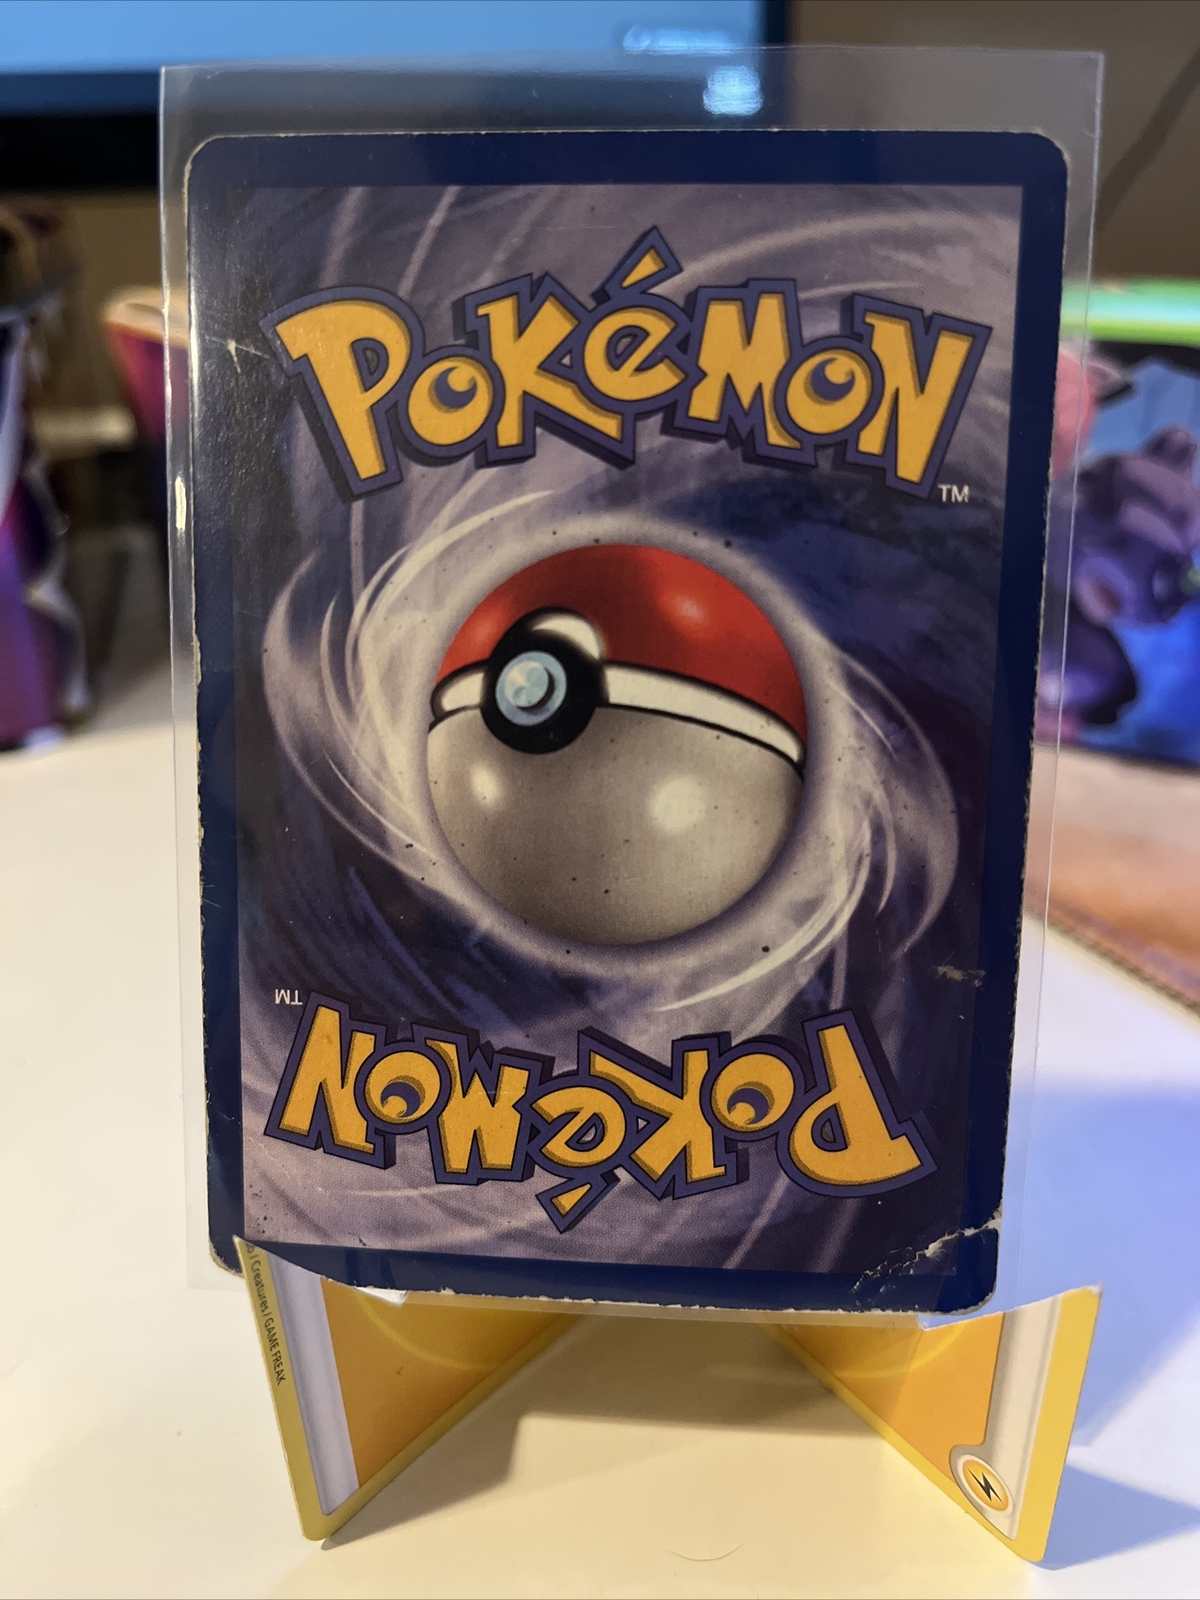 POKéMON
TM
TM
POKéMON
/ Creatures / GAME FREAK